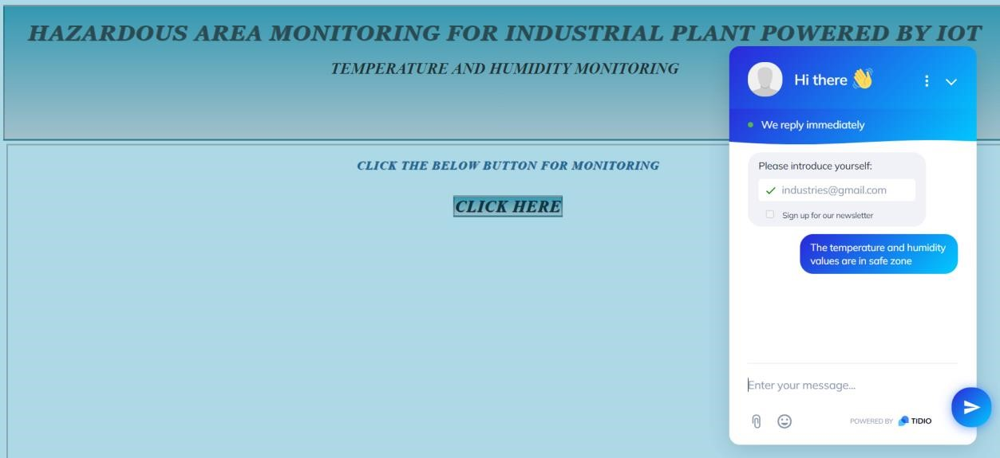 HAZARDOUS AREA MONITORING FOR INDUSTRIAL PLANT POWERED BY IOT
TEMPERATURE AND HUMIDITY MONITORING
CLICK THE BELOW BUTTON FOR MONITORING
CLICK HERE
Hi there 👋
We reply immediately
Please introduce yourself:
industries@gmail.com
Sign up for our newsletter
The temperature and humidity
values are in safe zone
Enter your message...
POWERED BY TIDIO